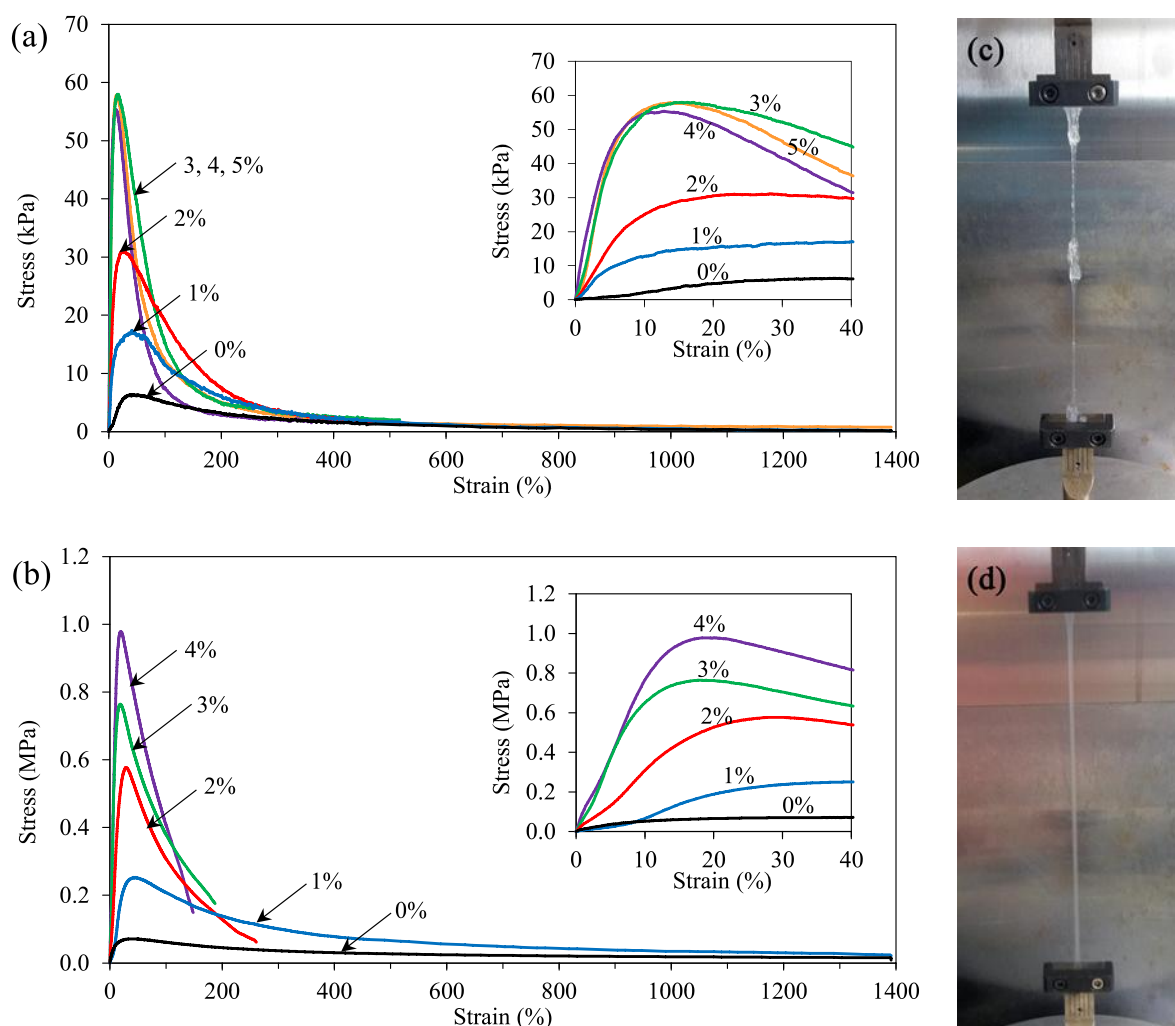 (a)
70
60
50
40
30
20
10
0
Stress (kPa)
0 200 400 600 800 1000 1200 1400
Strain (%)
3, 4, 5%
2%
1%
0%
70
60
50
40
30
20
10
0
Stress (kPa)
0 10 20 30 40
Strain (%)
3%
4%
5%
2%
1%
0%
(c)
(b)
1.2
1.0
0.8
0.6
0.4
0.2
0.0
Stress (MPa)
0 200 400 600 800 1000 1200 1400
Strain (%)
4%
3%
2%
1%
0%
1.2
1.0
0.8
0.6
0.4
0.2
0.0
Stress (MPa)
0 10 20 30 40
Strain (%)
4%
3%
2%
1%
0%
(d)